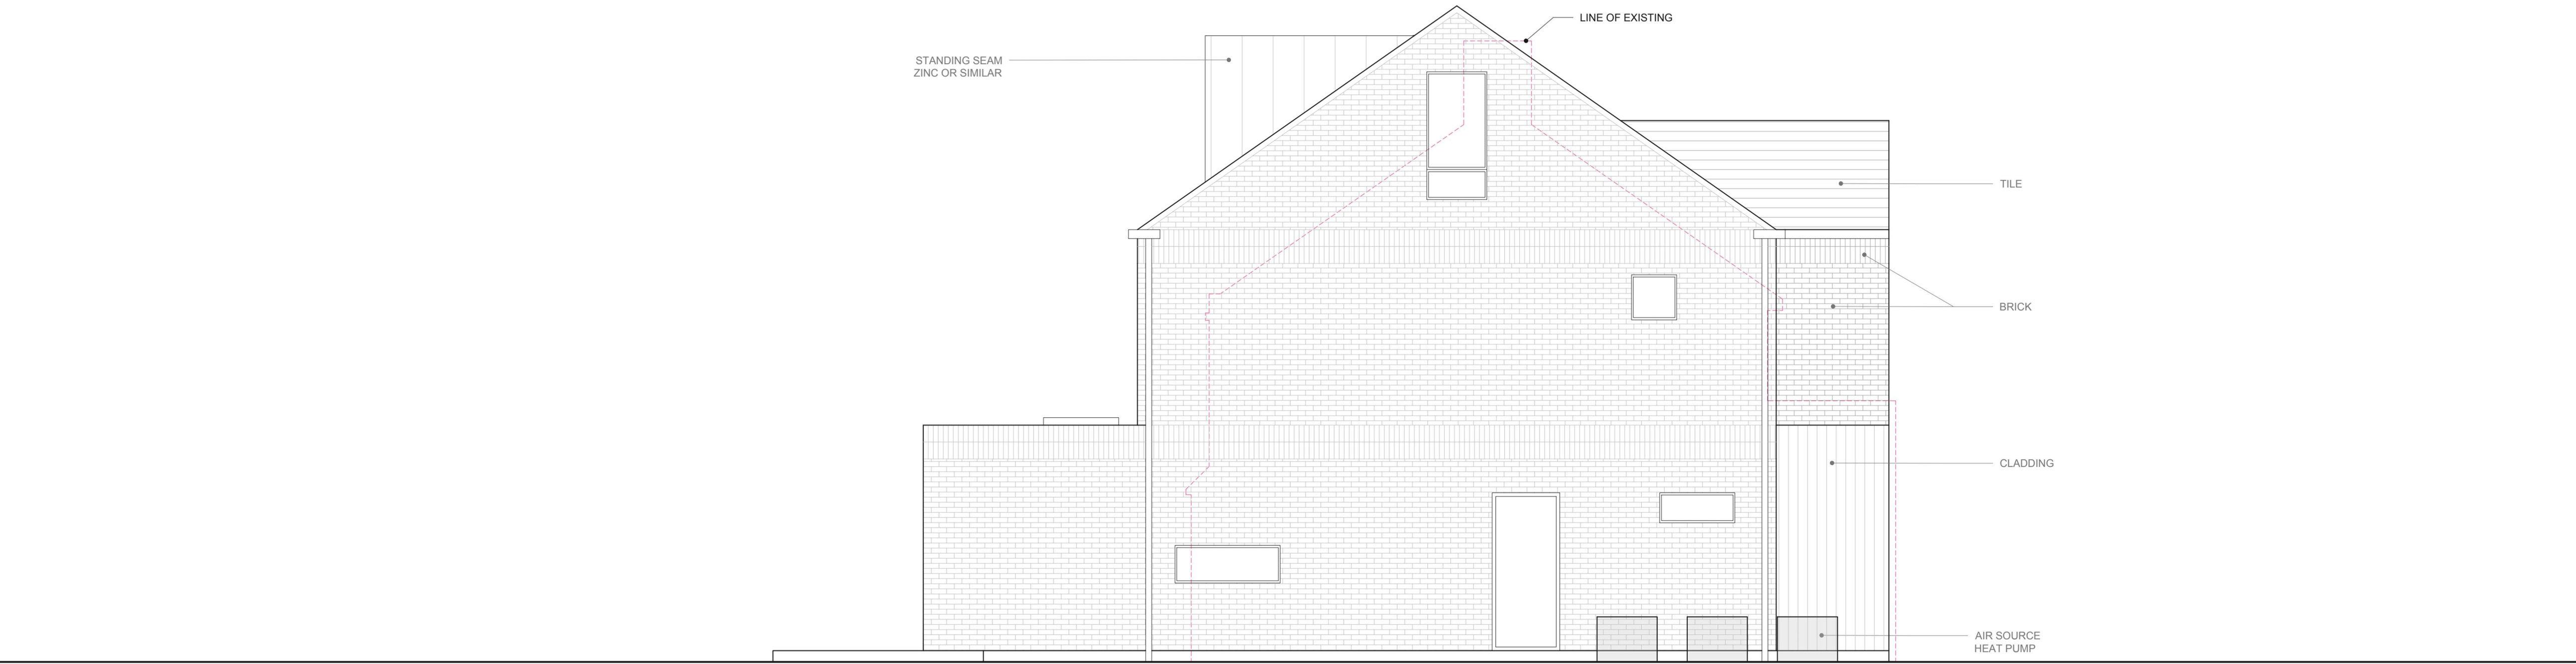 LINE OF EXISTING
STANDING SEAM
ZINC OR SIMILAR
TILE
BRICK
CLADDING
AIR SOURCE
HEAT PUMP